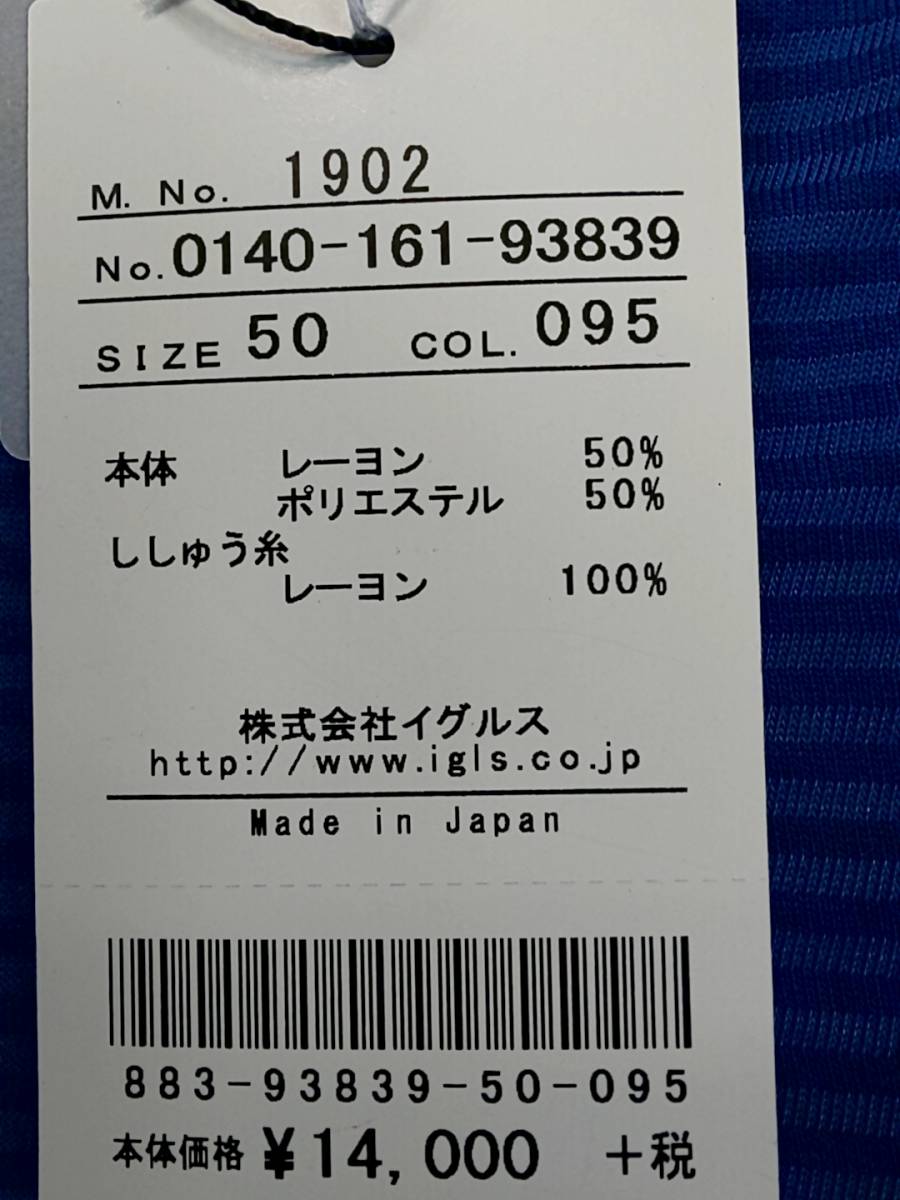 M. No. 1902
No. 0140-161-93839
SIZE 50 COL. 095
本体 レーヨン 50%
ポリエステル 50%
ししゅう糸
レーヨン 100%
株式会社イグルス
http://www.igls.co.jp
Made in Japan
883-93839-50-095
本体価格 ¥14,000 +税